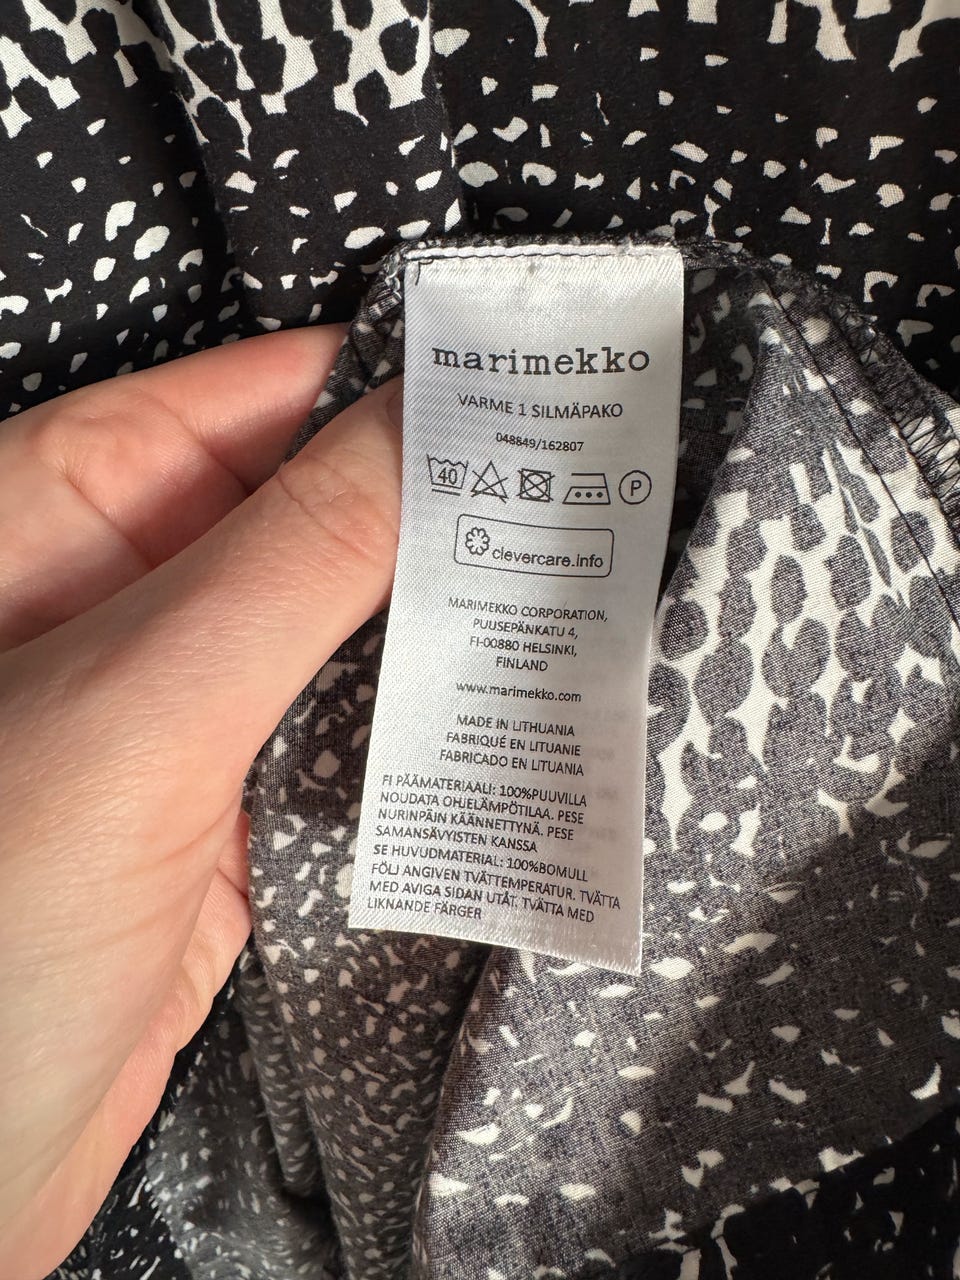 marimekko
VARME 1 SILMÄPAKO
048849/162807
40 P
clevercare.info
MARIMEKKO CORPORATION,
PUUSEPÄNKATU 4,
FI-00880 HELSINKI,
FINLAND
www.marimekko.com
MADE IN LITHUANIA
FABRIQUÉ EN LITUANIE
FABRICADO EN LITUANIA
FI PÄÄMATERIAALI: 100%PUUVILLA
NOUDATA OHJELÄMPÖTILAA. PESE
NURINPÄIN KÄÄNNETTYNÄ. PESE
SAMANSÄVYISTEN KANSSA
SE HUVUDMATERIAL: 100%BOMULL
FÖLJ ANGIVEN TVÄTTEMPERATUR. TVÄTTA
MED AVIGA SIDAN UTÅT. TVÄTTA MED
LIKNANDE FÄRGER